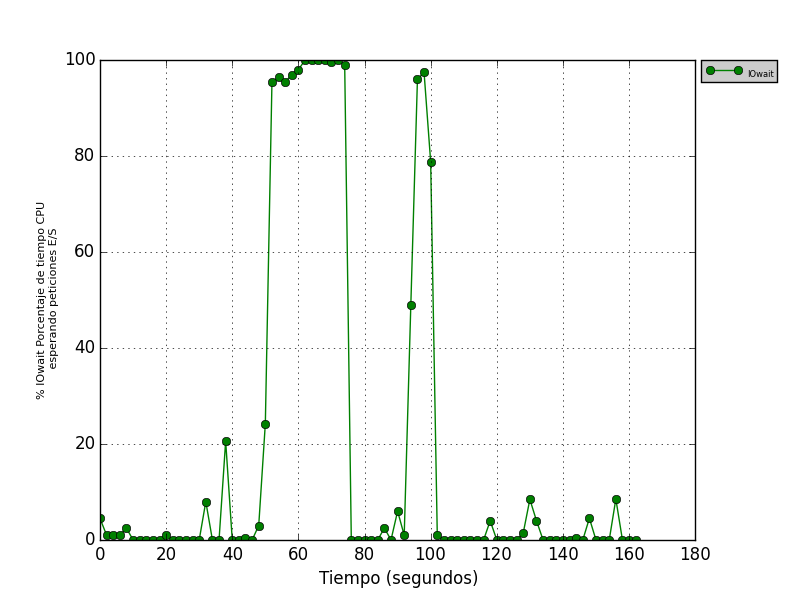 100
80
60
40
20
0
% IOwait Porcentaje de tiempo CPU
esperando peticiones E/S
0 20 40 60 80 100 120 140 160 180
Tiempo (segundos)
IOwait